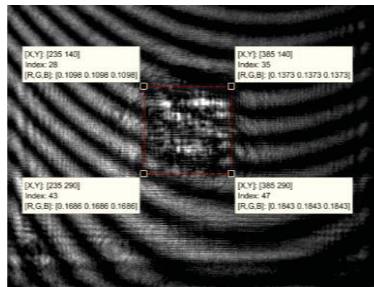 [X,Y]: [235 140]
Index: 28
[R,G,B]: [0.1098 0.1098 0.1098]
[X,Y]: [385 140]
Index: 35
[R,G,B]: [0.1373 0.1373 0.1373]
[X,Y]: [235 290]
Index: 43
[R,G,B]: [0.1686 0.1686 0.1686]
[X,Y]: [385 290]
Index: 47
[R,G,B]: [0.1843 0.1843 0.1843]